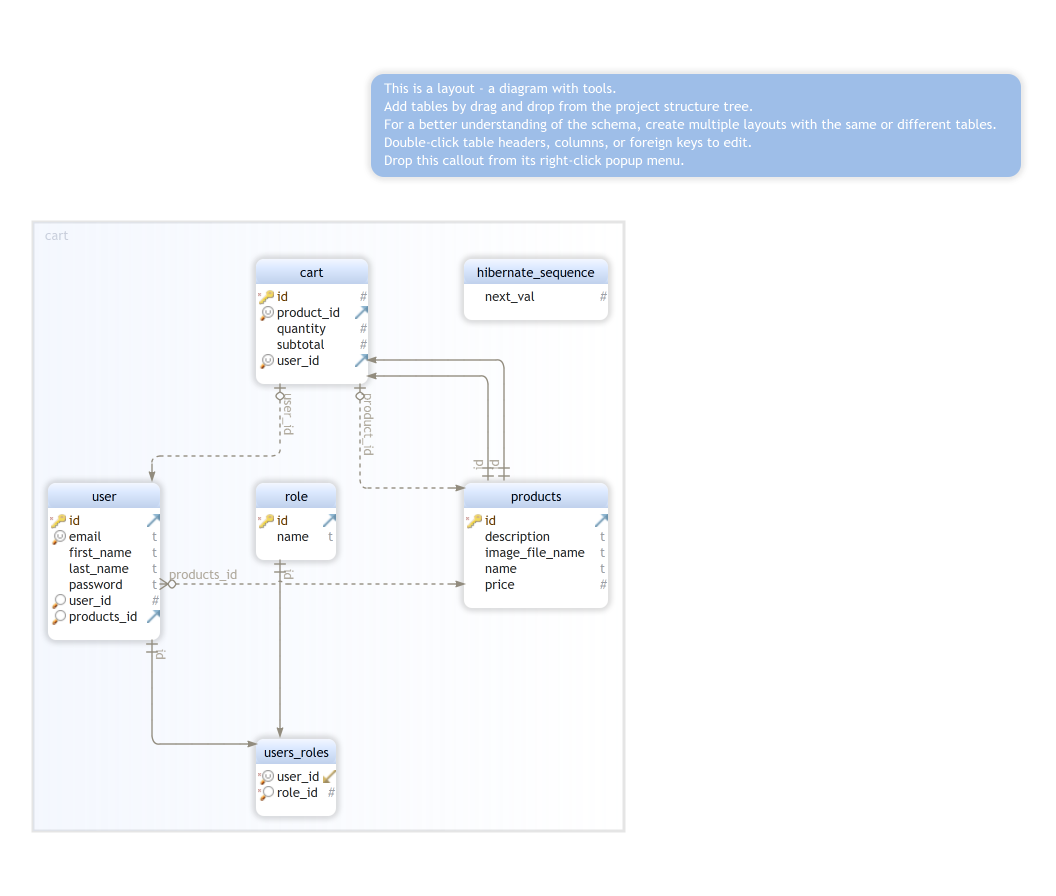 This is a layout - a diagram with tools.
Add tables by drag and drop from the project structure tree.
For a better understanding of the schema, create multiple layouts with the same or different tables.
Double-click table headers, columns, or foreign keys to edit.
Drop this callout from its right-click popup menu.
cart
cart
id #
product_id
quantity #
subtotal #
user_id
hibernate_sequence
next_val #
user_id
product_id
user
id
email t
first_name t
last_name t
password t
user_id #
products_id
role
id
name t
products
id
description t
image_file_name t
name t
price #
products_id
id
id
users_roles
user_id
role_id #